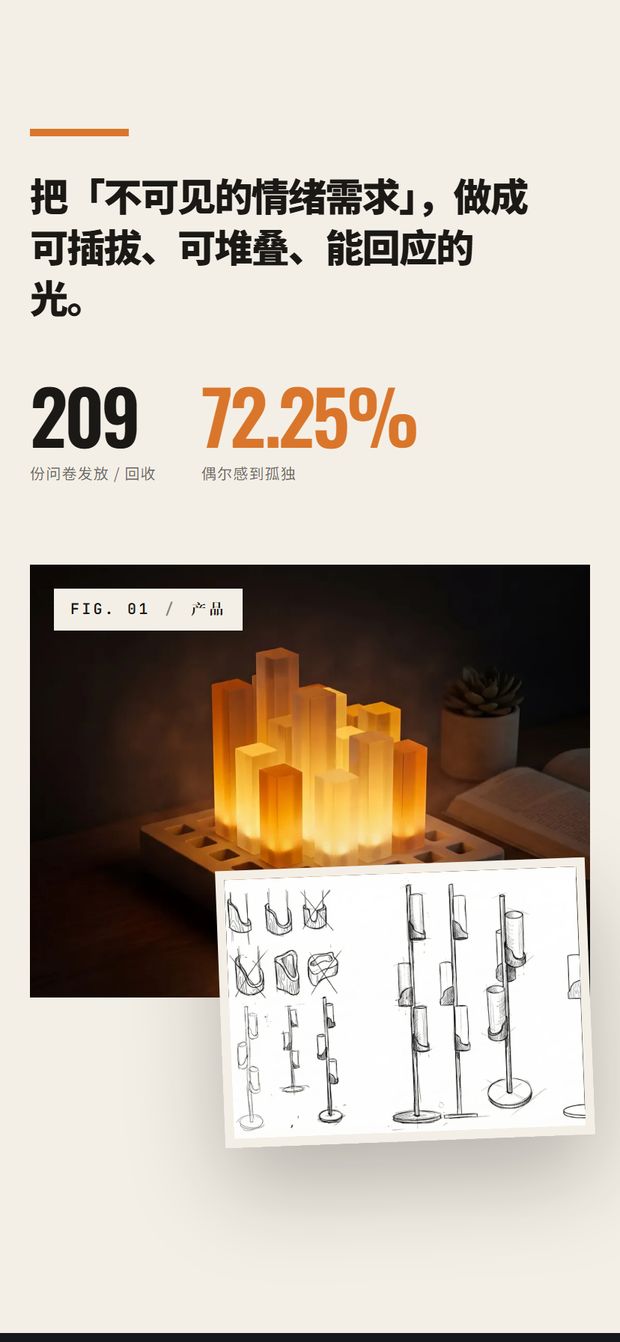 把「不可见的情绪需求」，做成
可插拔、可堆叠、能回应的
光。
209
份问卷发放 / 回收
72.25%
偶尔感到孤独
FIG. 01 / 产品